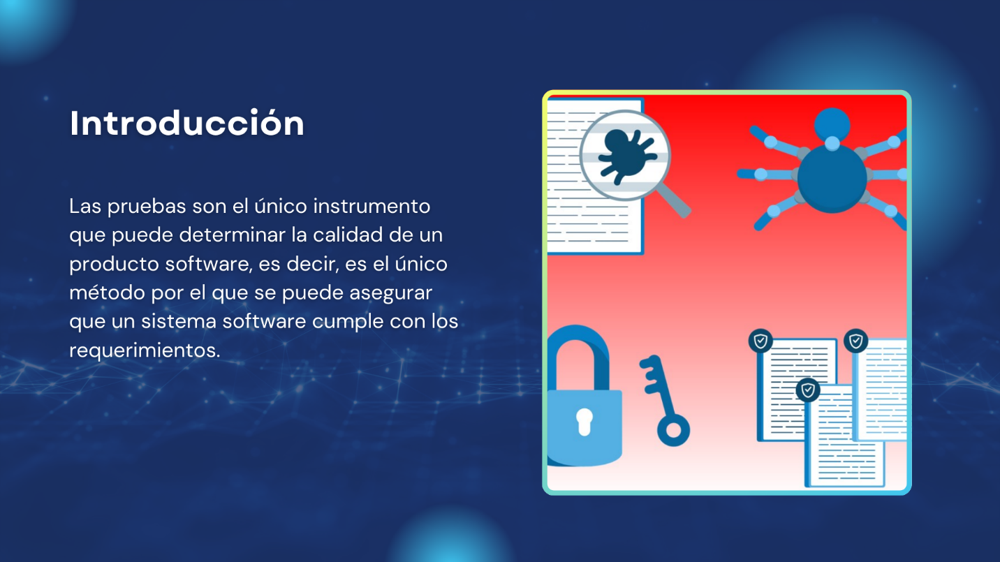 Introducción
Las pruebas son el único instrumento
que puede determinar la calidad de un
producto software, es decir, es el único
método por el que se puede asegurar
que un sistema software cumple con los
requerimientos.